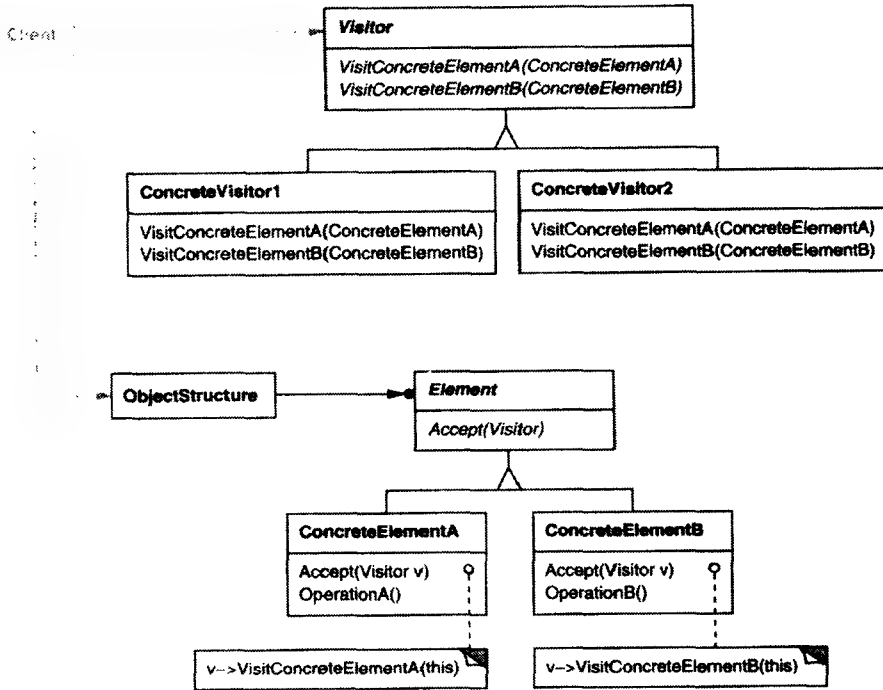 Client
Visitor
VisitConcreteElementA(ConcreteElementA)
VisitConcreteElementB(ConcreteElementB)
ConcreteVisitor1
VisitConcreteElementA(ConcreteElementA)
VisitConcreteElementB(ConcreteElementB)
ConcreteVisitor2
VisitConcreteElementA(ConcreteElementA)
VisitConcreteElementB(ConcreteElementB)
ObjectStructure
Element
Accept(Visitor)
ConcreteElementA
Accept(Visitor v)
OperationA()
ConcreteElementB
Accept(Visitor v)
OperationB()
v-->VisitConcreteElementA(this)
v-->VisitConcreteElementB(this)